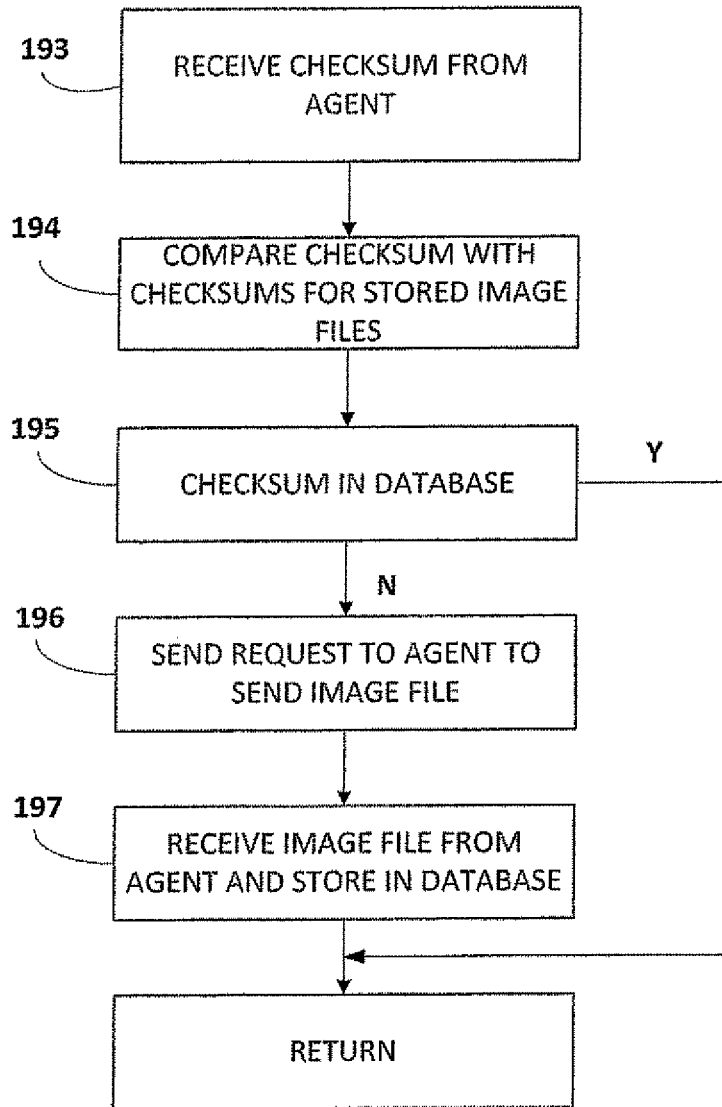 193
RECEIVE CHECKSUM FROM
AGENT
194
COMPARE CHECKSUM WITH
CHECKSUMS FOR STORED IMAGE
FILES
195
CHECKSUM IN DATABASE
Y
N
196
SEND REQUEST TO AGENT TO
SEND IMAGE FILE
197
RECEIVE IMAGE FILE FROM
AGENT AND STORE IN DATABASE
RETURN